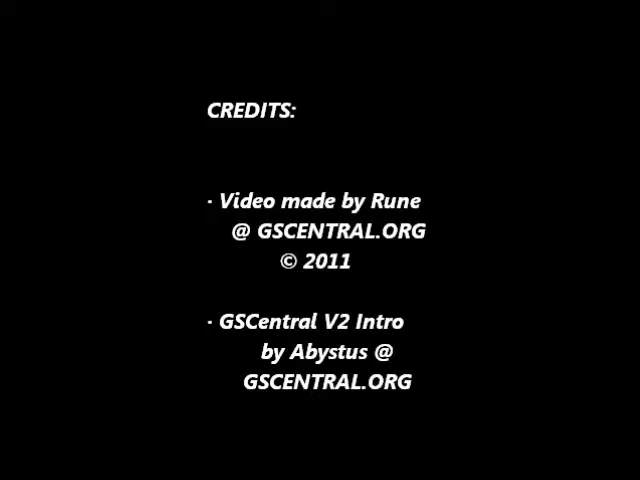 CREDITS:
· Video made by Rune
@ GSCENTRAL.ORG
© 2011
· GSCentral V2 Intro
by Abystus @
GSCENTRAL.ORG